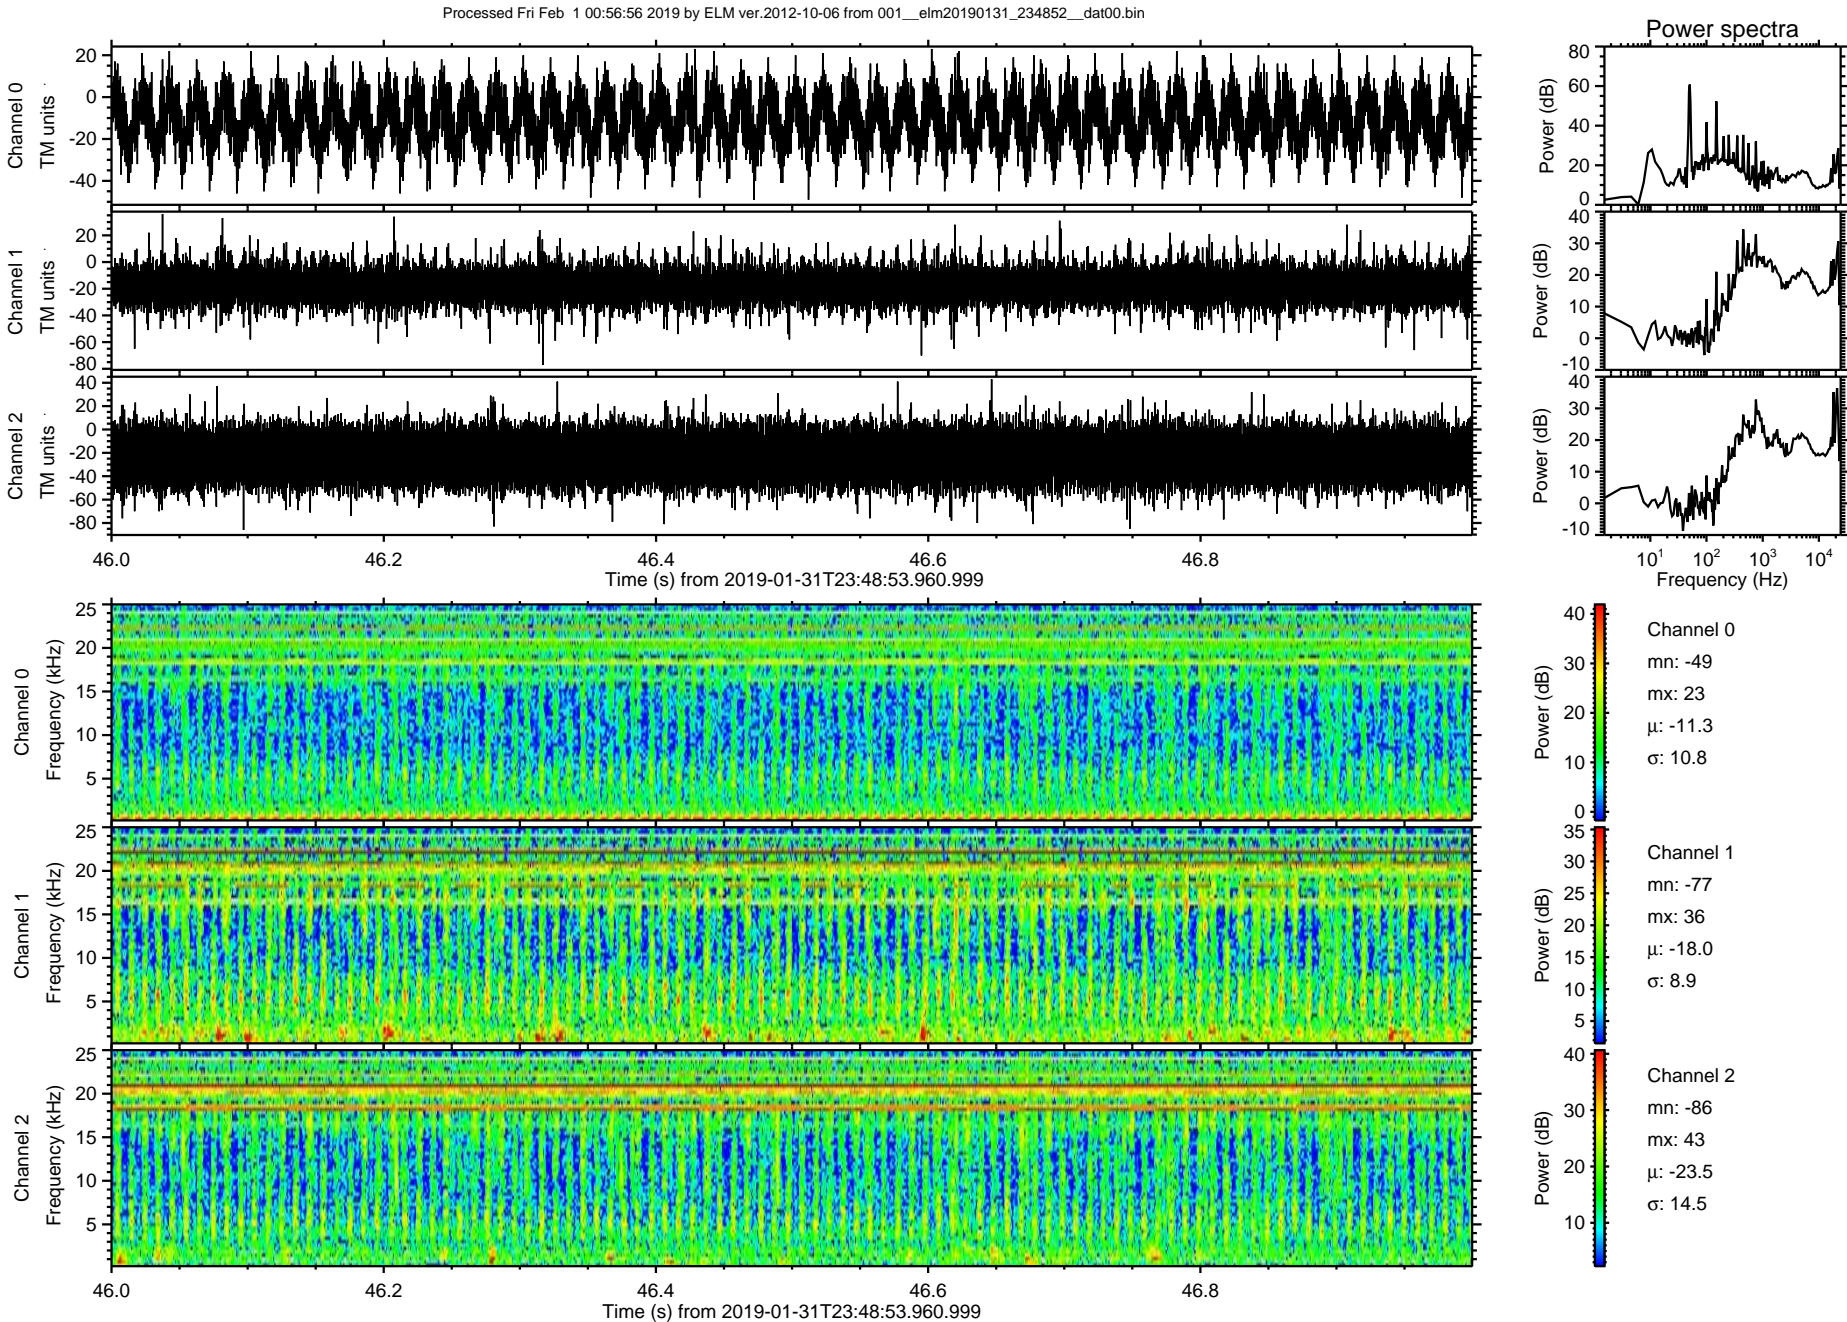 Processed Fri Feb  1 00:56:56 2019 by ELM ver.2012-10-06 from 001__elm20190131_234852__dat00.bin
Power spectra
Channel 0
TM units
20
0
-20
-40
Channel 1
TM units
20
0
-20
-40
-60
-80
Channel 2
TM units
40
20
0
-20
-40
-60
-80
46.0 46.2 46.4 46.6 46.8
Time (s) from 2019-01-31T23:48:53.960.999
Power (dB)
80
60
40
20
0
Power (dB)
40
30
20
10
0
-10
Power (dB)
40
30
20
10
0
-10
10^1 10^2 10^3 10^4
Frequency (Hz)
Channel 0
Frequency (kHz)
25
20
15
10
5
Power (dB)
40
30
20
10
0
Channel 0
mn: -49
mx: 23
μ: -11.3
σ: 10.8
Channel 1
Frequency (kHz)
25
20
15
10
5
Power (dB)
35
30
25
20
15
10
5
Channel 1
mn: -77
mx: 36
μ: -18.0
σ: 8.9
Channel 2
Frequency (kHz)
25
20
15
10
5
Power (dB)
40
30
20
10
Channel 2
mn: -86
mx: 43
μ: -23.5
σ: 14.5
46.0 46.2 46.4 46.6 46.8
Time (s) from 2019-01-31T23:48:53.960.999